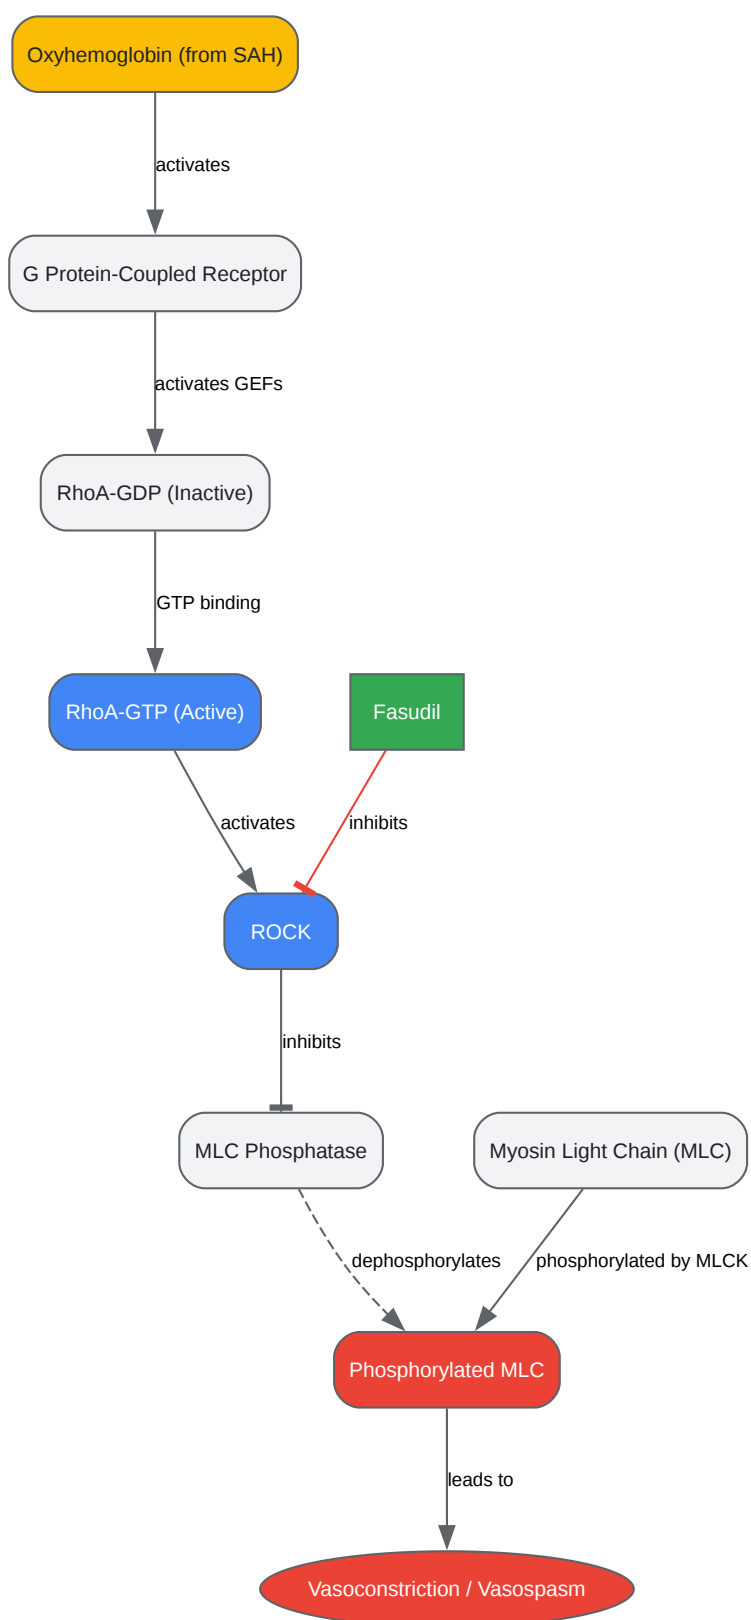 Oxyhemoglobin (from SAH)
activates
G Protein-Coupled Receptor
activates GEFs
RhoA-GDP (Inactive)
GTP binding
RhoA-GTP (Active)
Fasudil
activates
inhibits
ROCK
inhibits
MLC Phosphatase
Myosin Light Chain (MLC)
dephosphorylates
phosphorylated by MLCK
Phosphorylated MLC
leads to
Vasoconstriction / Vasospasm